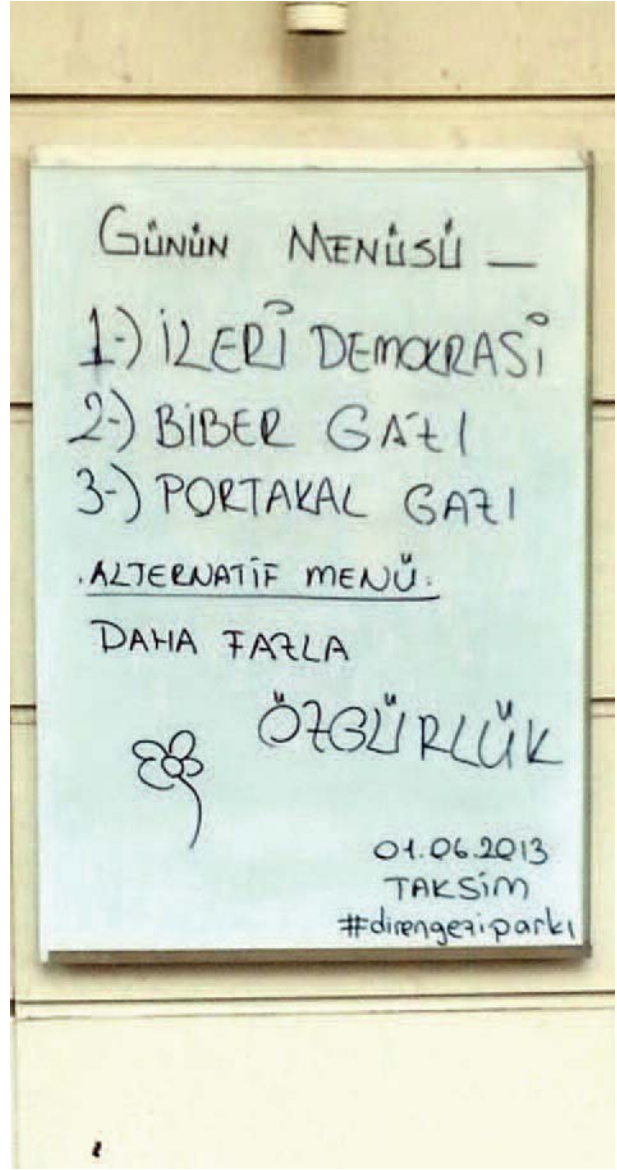 GÜNÜN MENÜSÜ —
1-) İLERİ DEMOKRASİ
2-) BİBER GAZI
3-) PORTAKAL GAZI
.ALTERNATİF MENÜ.
DAHA FAZLA
ÖZGÜRLÜK
01.06.2013
TAKSİM
#direngeziparkı